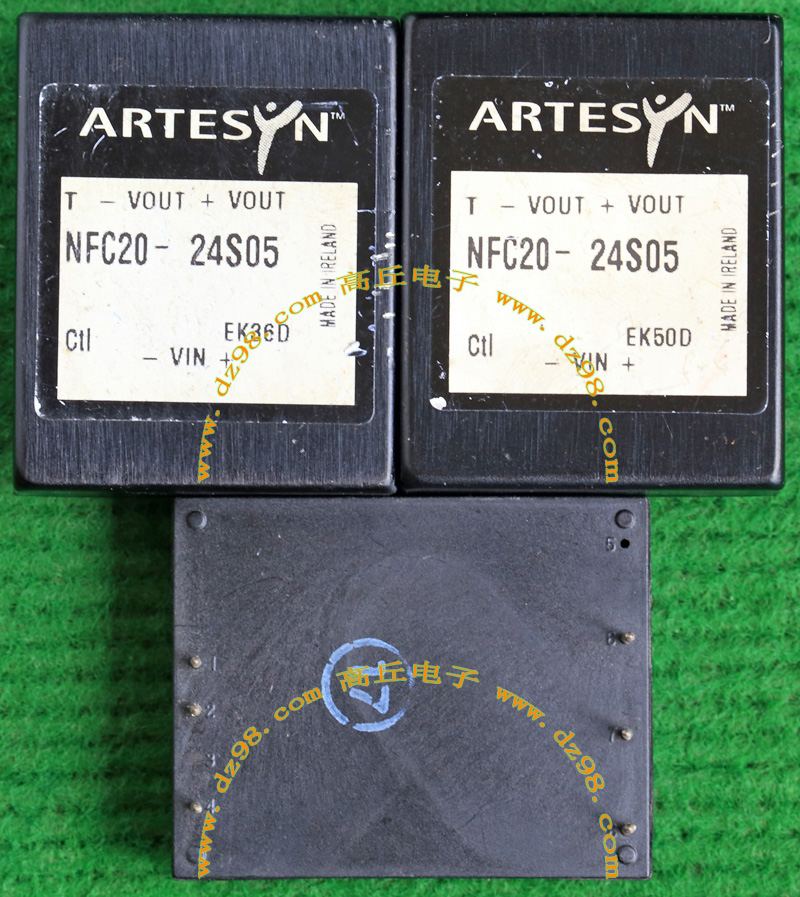 ARTESYN™
T – VOUT + VOUT
NFC20 – 24S05
MADE IN IRELAND
Ctl
EK36D
– VIN +
ARTESYN™
T – VOUT + VOUT
NFC20 – 24S05
MADE IN IRELAND
Ctl
EK50D
– VIN +
www.dz98.com 高丘电子 www.dz98.com
5
1
2
3
4
7
www.dz98.com 高丘电子 www.dz98.com